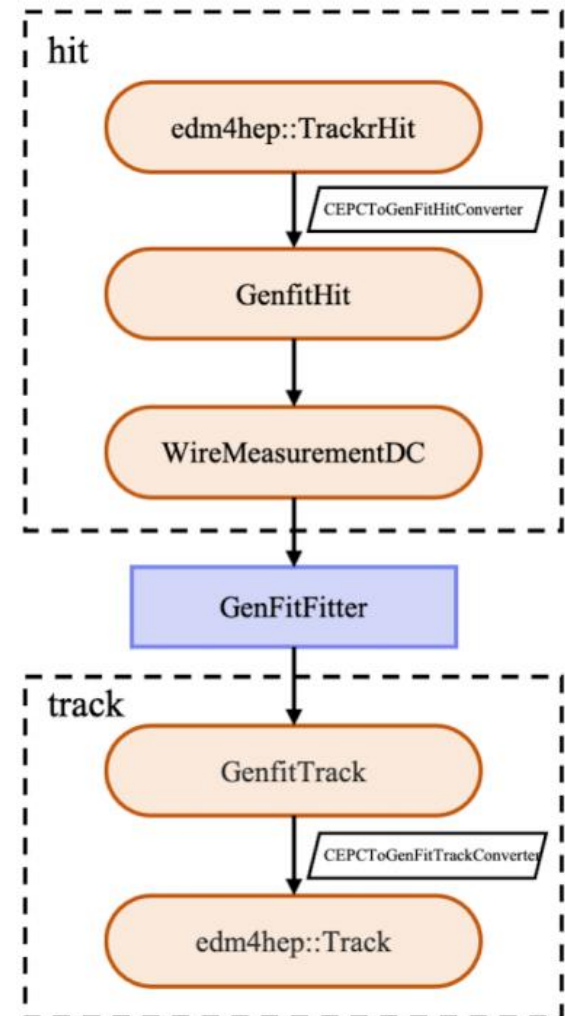 hit
edm4hep::TrackrHit
CEPCToGenFitHitConverter
GenfitHit
WireMeasurementDC
GenFitFitter
track
GenfitTrack
CEPCToGenFitTrackConverter
edm4hep::Track